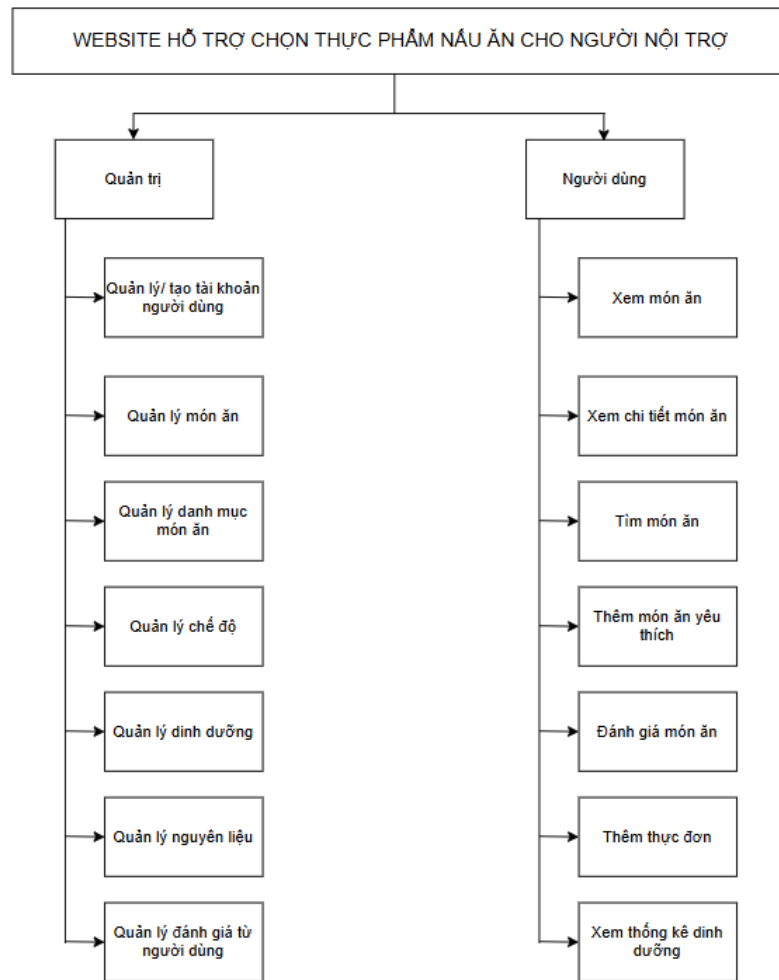 WEBSITE HỖ TRỢ CHỌN THỰC PHẨM NẤU ĂN CHO NGƯỜI NỘI TRỢ
Quản trị
Người dùng
Quản lý/ tạo tài khoản
người dùng
Xem món ăn
Quản lý món ăn
Xem chi tiết món ăn
Quản lý danh mục
món ăn
Tìm món ăn
Quản lý chế độ
Thêm món ăn yêu
thích
Quản lý dinh dưỡng
Đánh giá món ăn
Quản lý nguyên liệu
Thêm thực đơn
Quản lý đánh giá từ
người dùng
Xem thống kê dinh
dưỡng